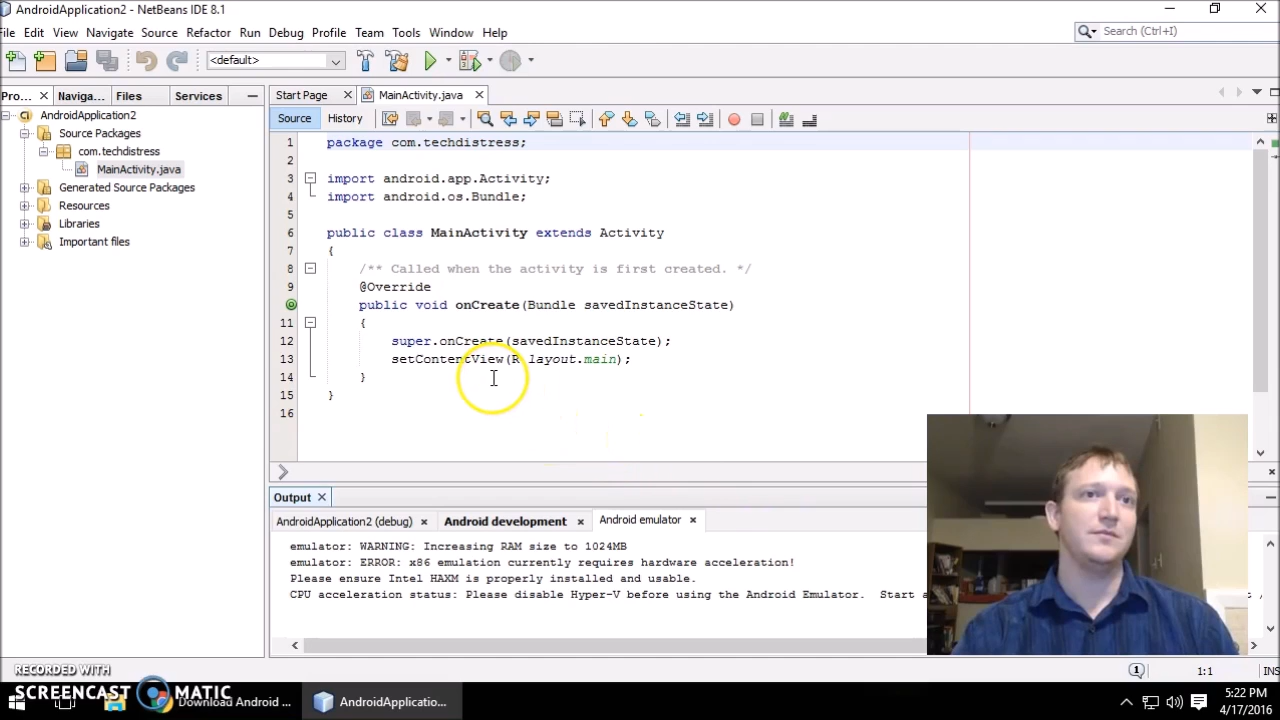 AndroidApplication2 - NetBeans IDE 8.1
File Edit View Navigate Source Refactor Run Debug Profile Team Tools Window Help
Search (Ctrl+I)
<default>
Pro... Naviga... Files Services
Start Page MainActivity.java
Source History
AndroidApplication2
Source Packages
com.techdistress
MainActivity.java
Generated Source Packages
Resources
Libraries
Important files
1 package com.techdistress;
2
3 import android.app.Activity;
4 import android.os.Bundle;
5
6 public class MainActivity extends Activity
7 {
8 /** Called when the activity is first created. */
9 @Override
public void onCreate(Bundle savedInstanceState)
11 {
12 super.onCreate(savedInstanceState);
13 setContentView(R.layout.main);
14 }
15 }
16
Output
AndroidApplication2 (debug) Android development Android emulator
emulator: WARNING: Increasing RAM size to 1024MB
emulator: ERROR: x86 emulation currently requires hardware acceleration!
Please ensure Intel HAXM is properly installed and usable.
CPU acceleration status: Please disable Hyper-V before using the Android Emulator. Start a
1 1:1 INS
RECORDED WITH
SCREENCAST MATIC
Download Android ...
AndroidApplicatio...
5:22 PM
4/17/2016